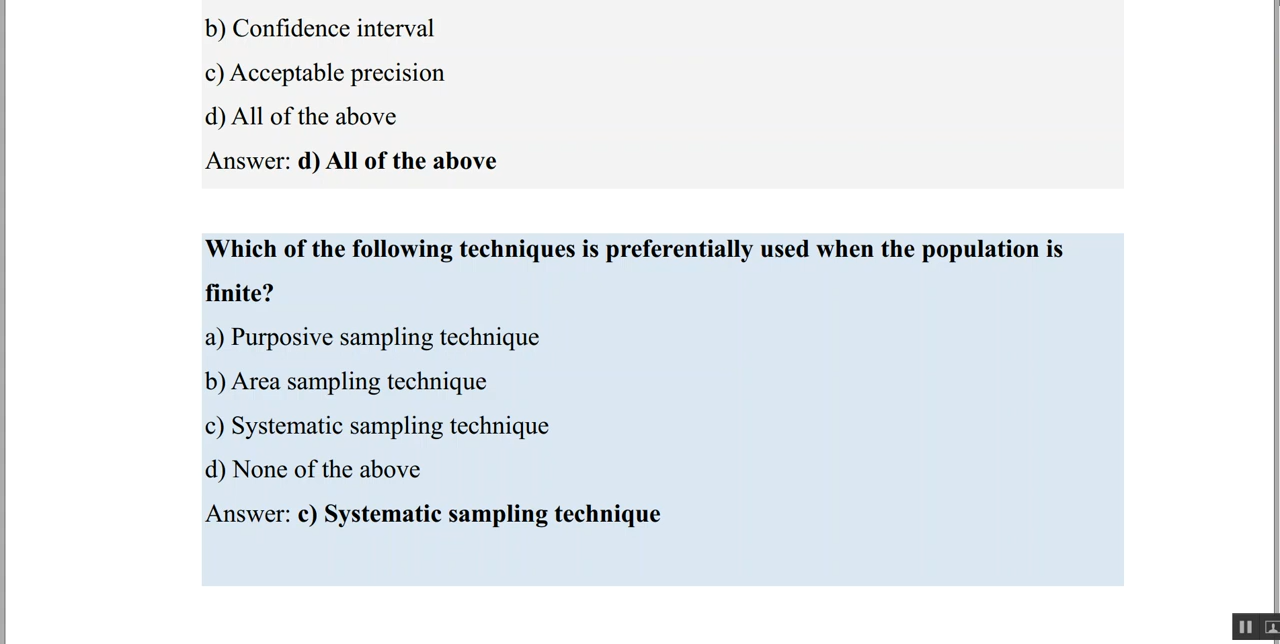 b) Confidence interval
c) Acceptable precision
d) All of the above
Answer: d) All of the above
Which of the following techniques is preferentially used when the population is
finite?
a) Purposive sampling technique
b) Area sampling technique
c) Systematic sampling technique
d) None of the above
Answer: c) Systematic sampling technique